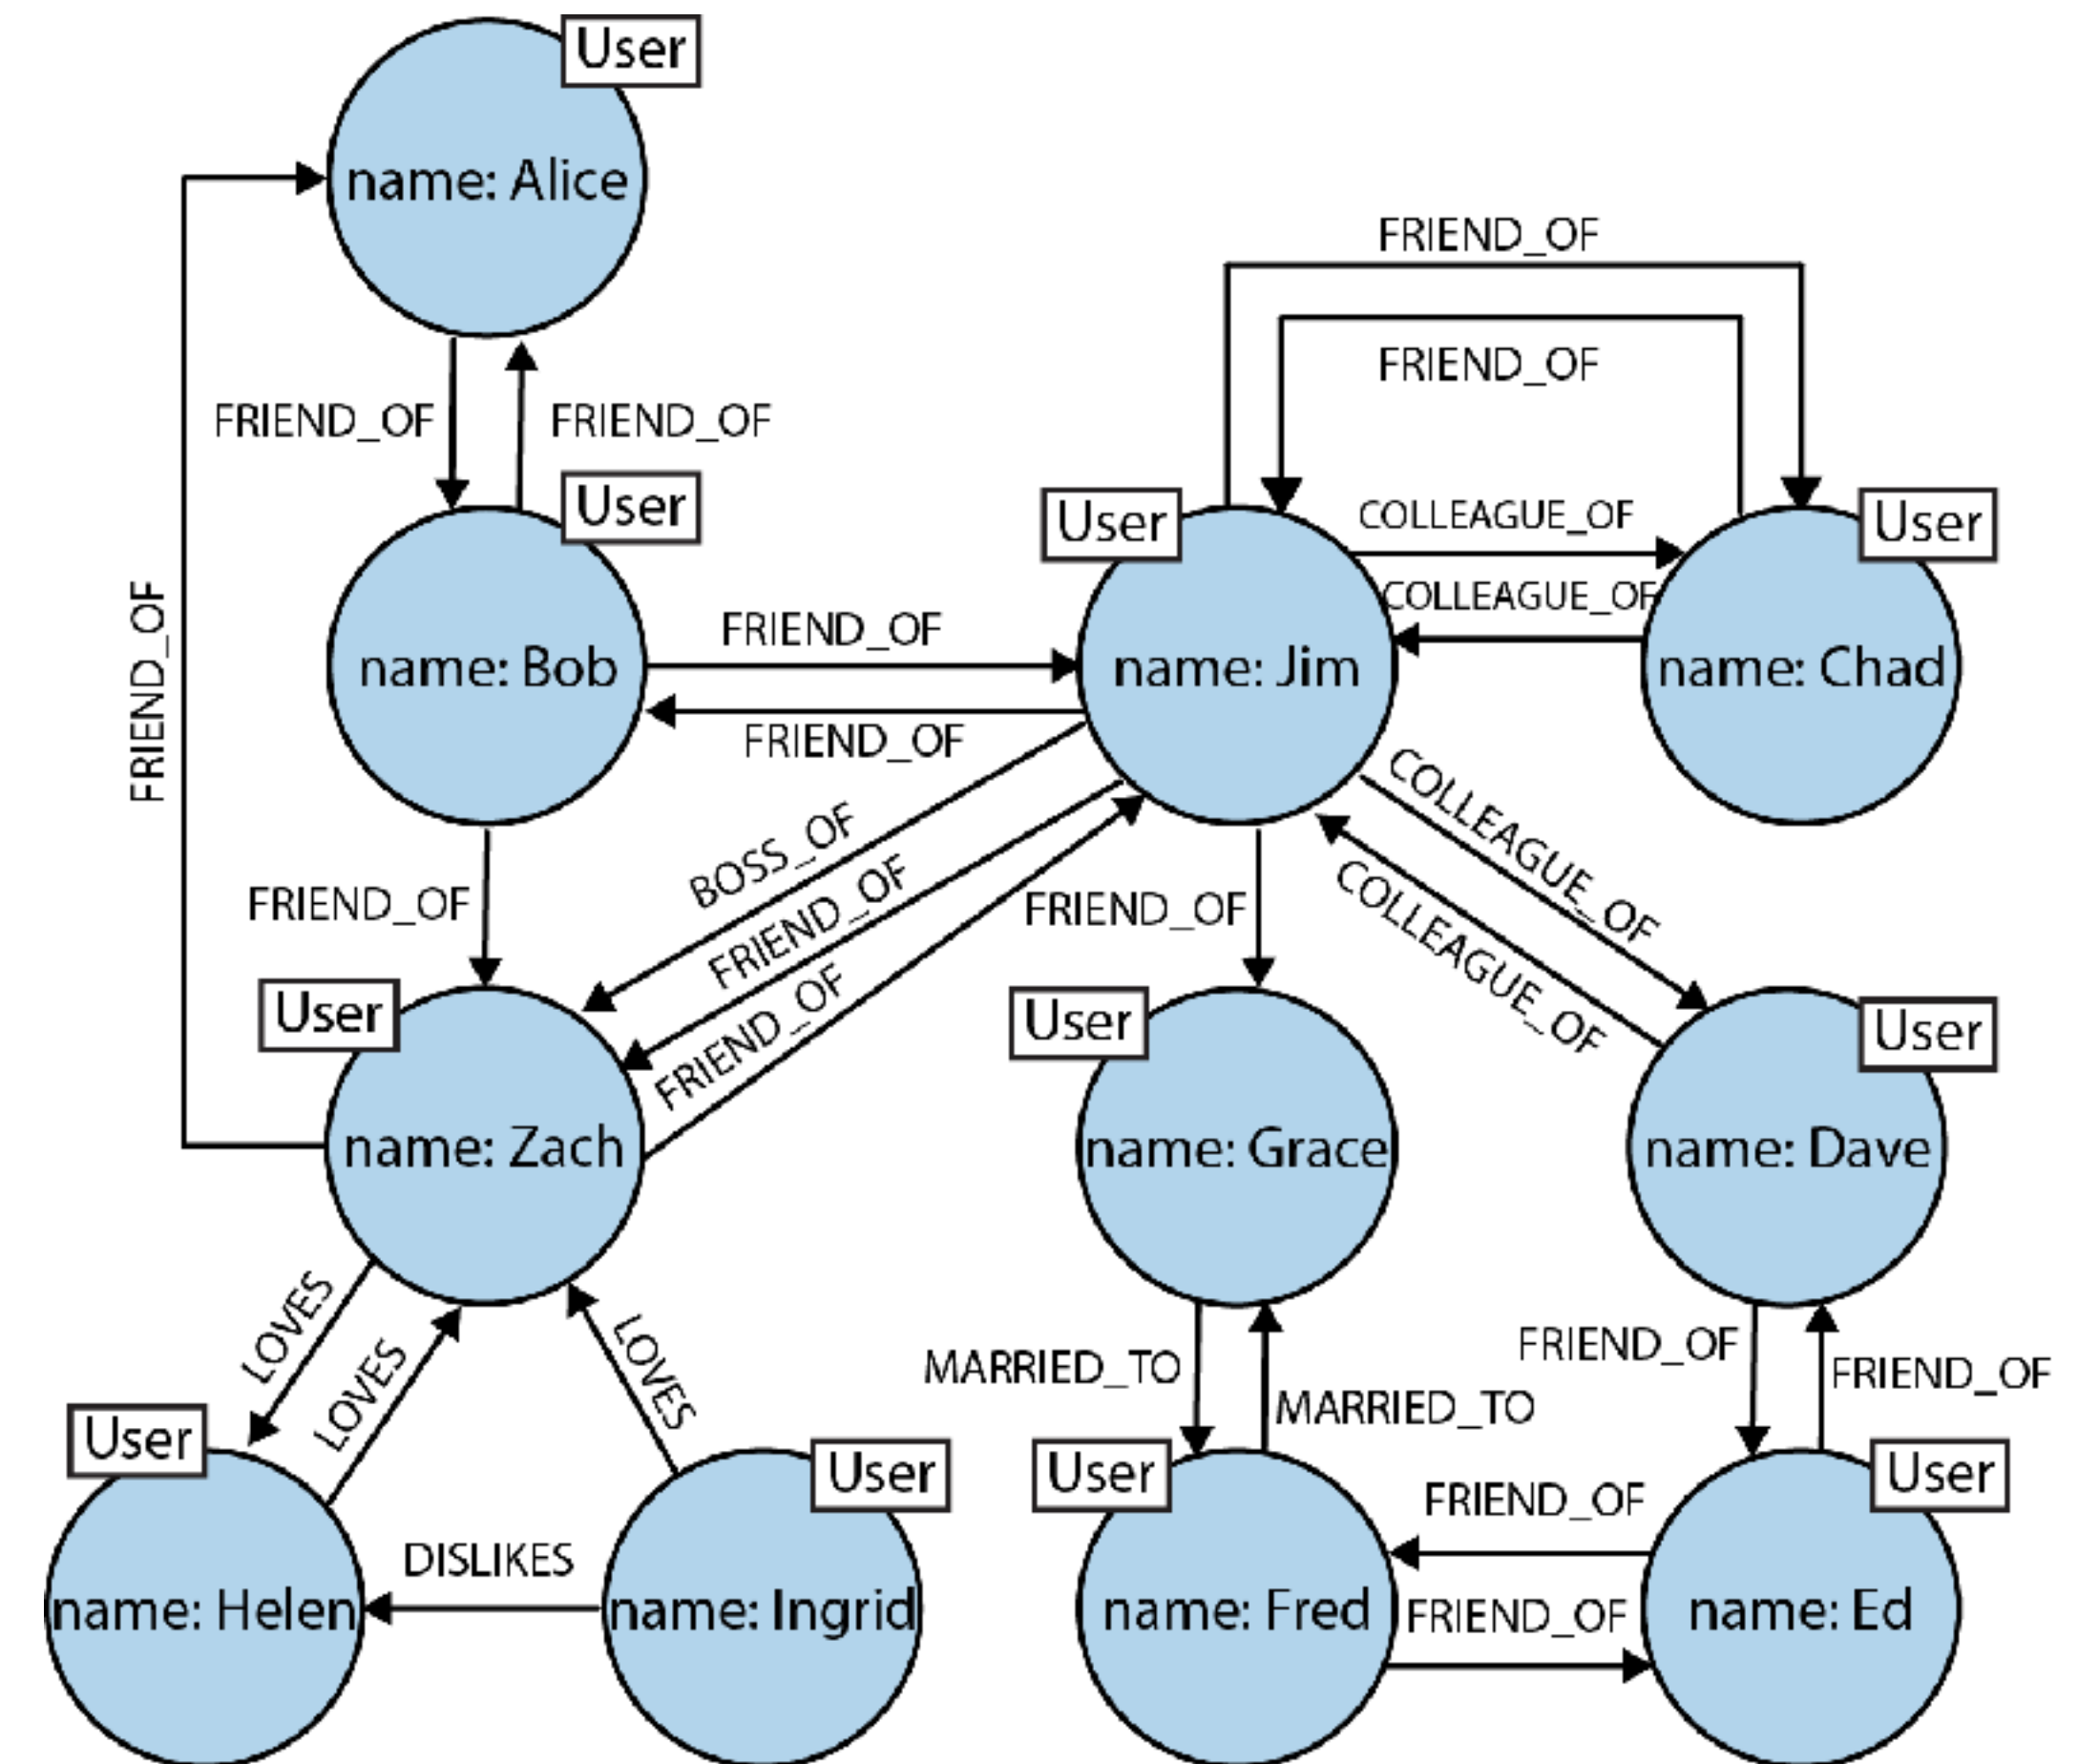 User
name: Alice
FRIEND_OF
FRIEND_OF
FRIEND_OF
FRIEND_OF
FRIEND_OF
User
User
COLLEAGUE_OF
User
COLLEAGUE_OF
FRIEND_OF
FRIEND_OF
name: Bob
name: Jim
name: Chad
FRIEND_OF
COLLEAGUE_OF
BOSS_OF
FRIEND_OF
FRIEND_OF
FRIEND_OF
COLLEAGUE_OF
FRIEND_OF
User
User
User
name: Zach
name: Grace
name: Dave
LOVES
LOVES
LOVES
MARRIED_TO
MARRIED_TO
FRIEND_OF
FRIEND_OF
User
User
User
User
FRIEND_OF
DISLIKES
name: Helen
name: Ingrid
name: Fred
FRIEND_OF
name: Ed